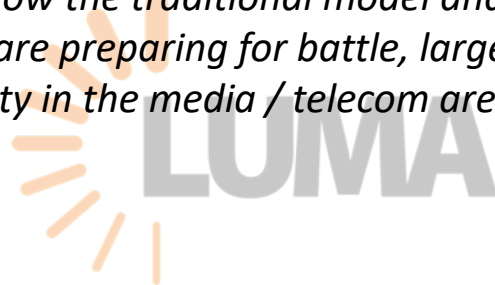 ow the traditional model and
are preparing for battle, large
ty in the media / telecom are
LUMA